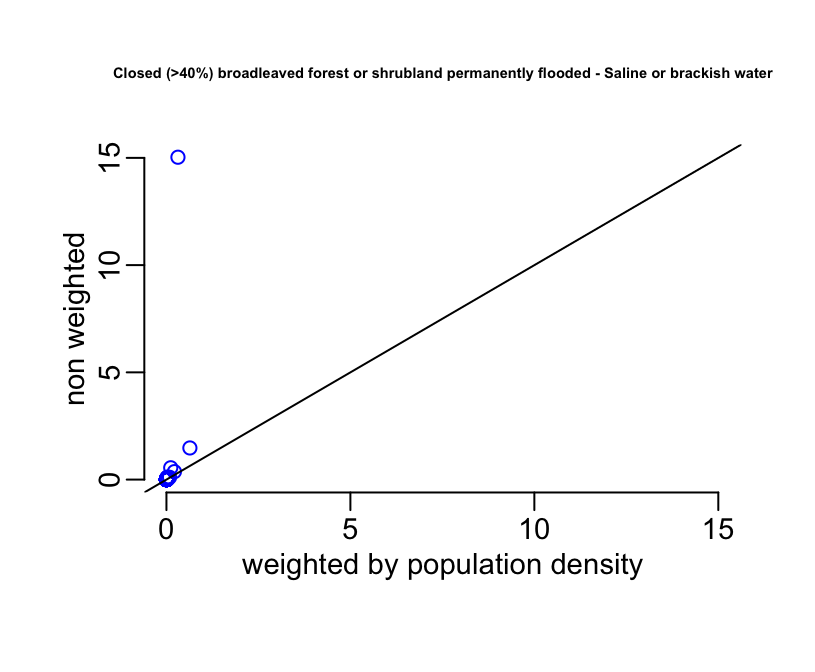 Closed (>40%) broadleaved forest or shrubland permanently flooded - Saline or brackish water
15
10
5
0
non weighted
0 5 10 15
weighted by population density